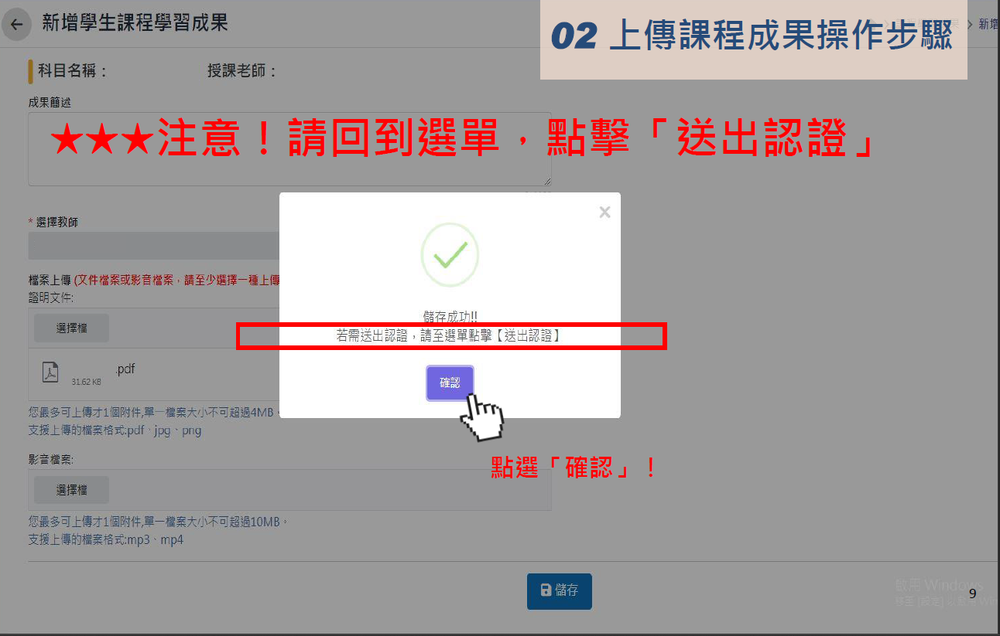 新增學生課程學習成果
02 上傳課程成果操作步驟
新增
科目名稱：
授課老師：
成果簡述
★★★注意！請回到選單，點擊「送出認證」
* 選擇教師
檔案上傳 (文件檔案或影音檔案，請至少選擇一種上傳
證明文件:
選擇檔
.pdf
31.62 KB
您最多可上傳才1個附件,單一檔案大小不可超過4MB。
支援上傳的檔案格式:pdf、jpg、png
儲存成功!!
若需送出認證，請至選單點擊【送出認證】
確認
點選「確認」！
影音檔案:
選擇檔
您最多可上傳才1個附件,單一檔案大小不可超過10MB。
支援上傳的檔案格式:mp3、mp4
儲存
啟用 Windows
9